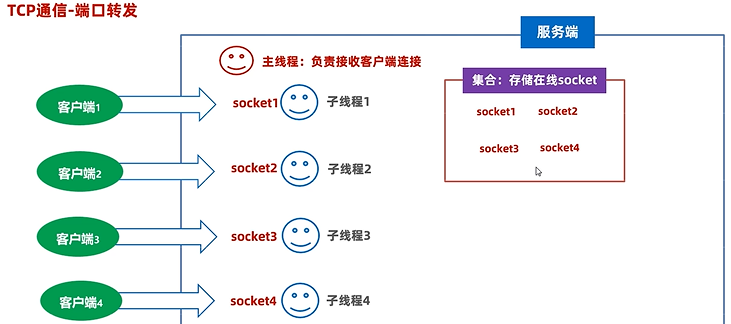 TCP通信-端口转发
服务端
主线程：负责接收客户端连接
集合：存储在线socket
socket1 socket2
socket3 socket4
客户端1 socket1 子线程1
客户端2 socket2 子线程2
客户端3 socket3 子线程3
客户端4 socket4 子线程4